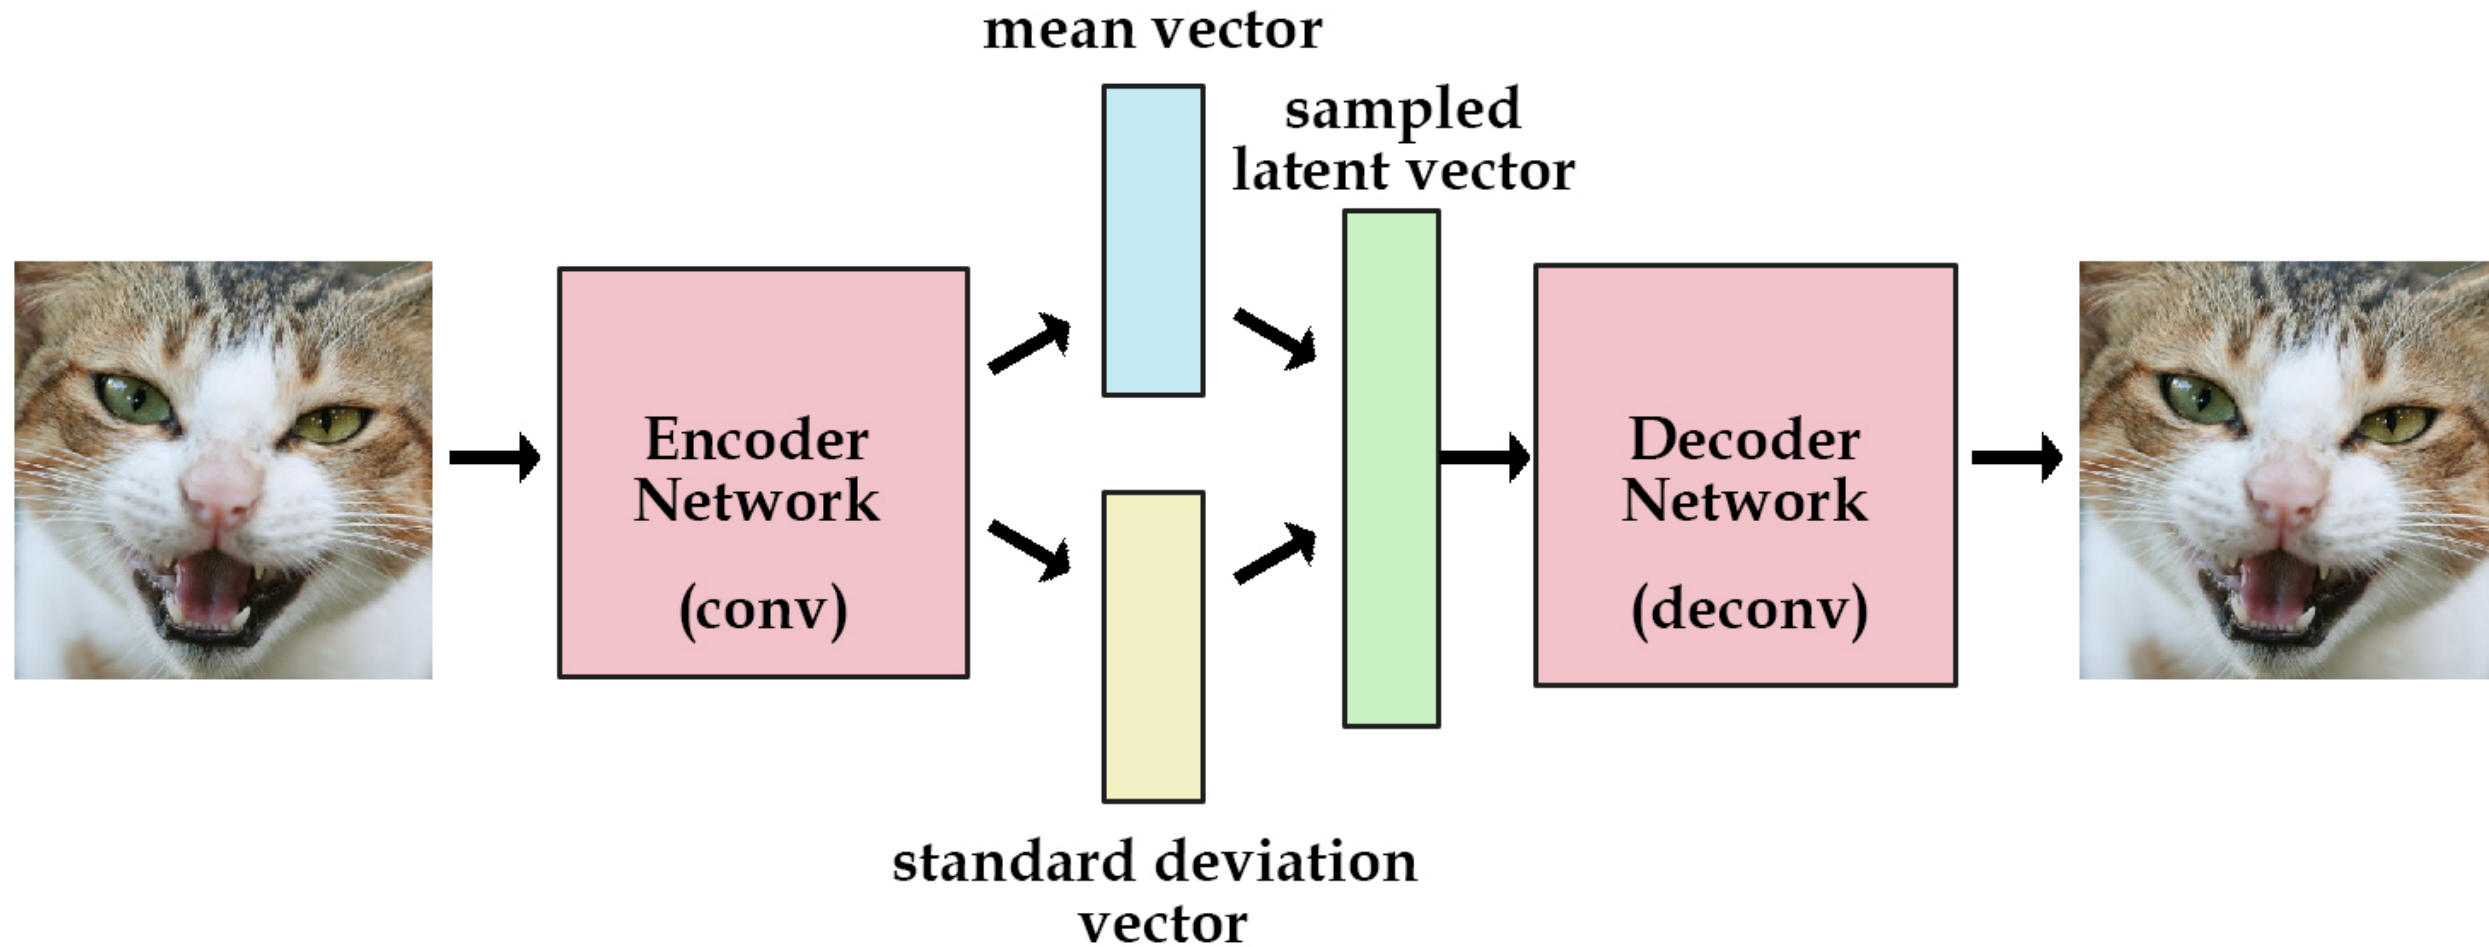 mean vector
sampled
latent vector
Encoder
Network
(conv)
Decoder
Network
(deconv)
standard deviation
vector